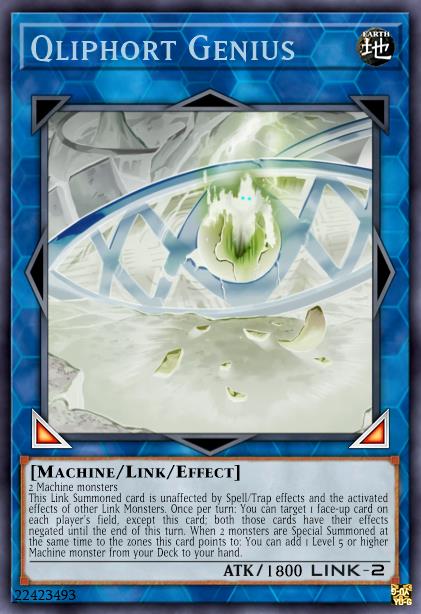 Qliphort Genius
EARTH
地
[Machine/Link/Effect]
2 Machine monsters
This Link Summoned card is unaffected by Spell/Trap effects and the activated
effects of other Link Monsters. Once per turn: You can target 1 face-up card on
each player's field, except this card; both those cards have their effects
negated until the end of this turn. When 2 monsters are Special Summoned at
the same time to the zones this card points to: You can add 1 Level 5 or higher
Machine monster from your Deck to your hand.
ATK/1800 LINK-2
22423493